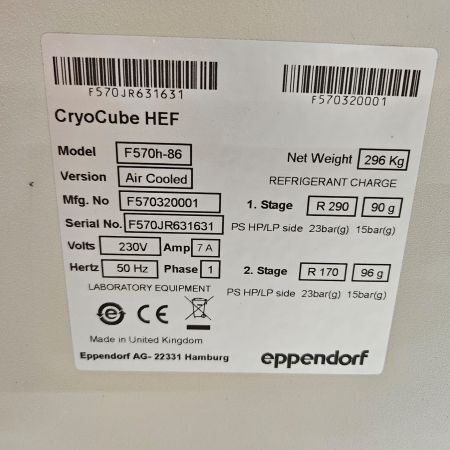 F570JR631631
F570320001
CryoCube HEF
Model F570h-86
Version Air Cooled
Mfg. No F570320001
Serial No. F570JR631631
Volts 230V Amp 7 A
Hertz 50 Hz Phase 1
LABORATORY EQUIPMENT
Net Weight 296 Kg
REFRIGERANT CHARGE
1. Stage R 290 90 g
PS HP/LP side 23bar(g) 15bar(g)
2. Stage R 170 96 g
PS HP/LP side 23bar(g) 15bar(g)
e
CE
Made in United Kingdom
Eppendorf AG- 22331 Hamburg
eppendorf